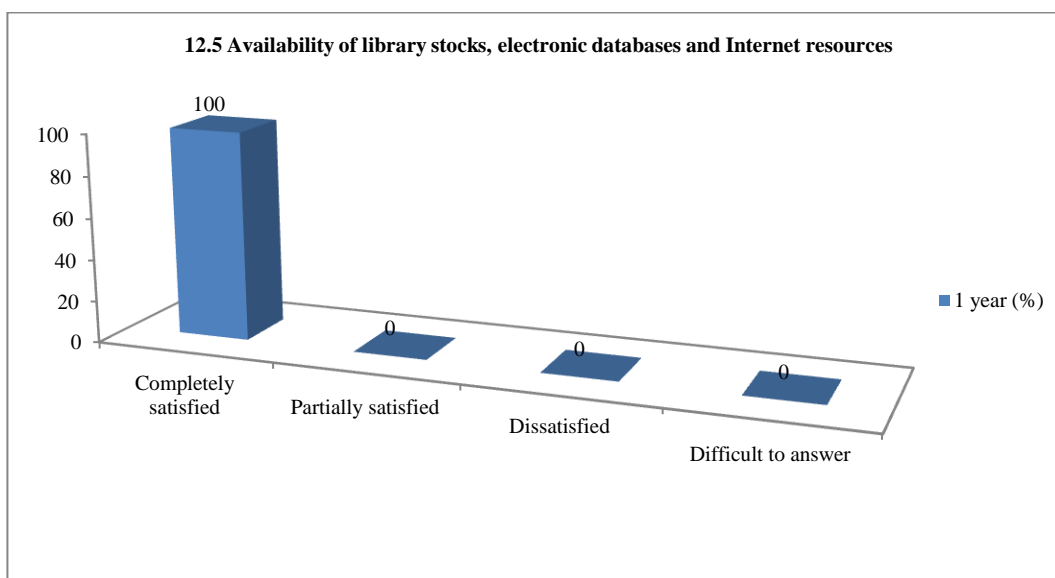 12.5 Availability of library stocks, electronic databases and Internet resources
100
100
80
60
40
20
0
0
0
0
1 year (%)
Completely
satisfied
Partially satisfied
Dissatisfied
Difficult to answer